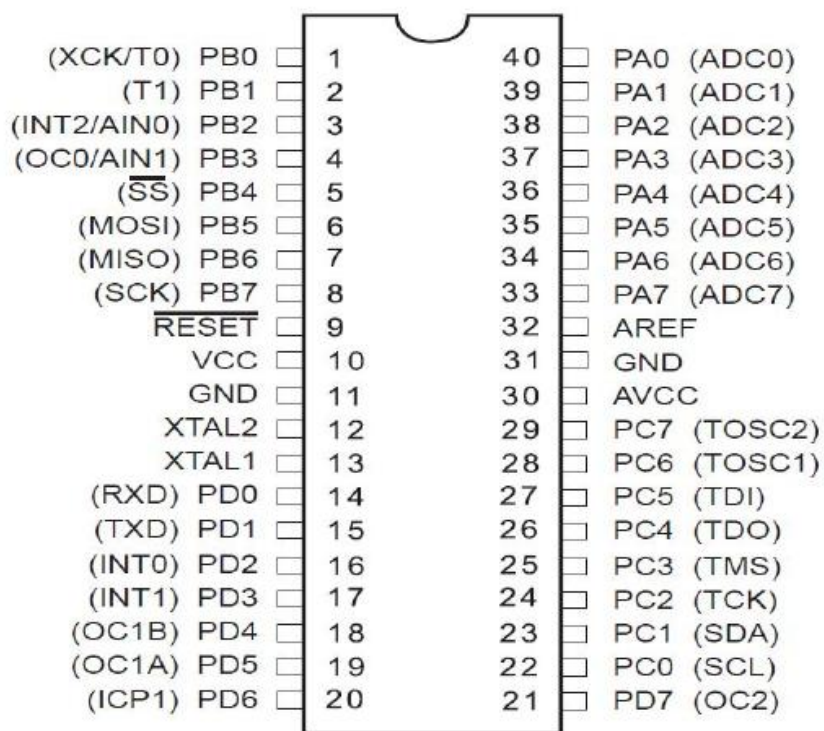 (XCK/T0) PB0 1 40 PA0 (ADC0)
(T1) PB1 2 39 PA1 (ADC1)
(INT2/AIN0) PB2 3 38 PA2 (ADC2)
(OC0/AIN1) PB3 4 37 PA3 (ADC3)
(SS) PB4 5 36 PA4 (ADC4)
(MOSI) PB5 6 35 PA5 (ADC5)
(MISO) PB6 7 34 PA6 (ADC6)
(SCK) PB7 8 33 PA7 (ADC7)
RESET 9 32 AREF
VCC 10 31 GND
GND 11 30 AVCC
XTAL2 12 29 PC7 (TOSC2)
XTAL1 13 28 PC6 (TOSC1)
(RXD) PD0 14 27 PC5 (TDI)
(TXD) PD1 15 26 PC4 (TDO)
(INT0) PD2 16 25 PC3 (TMS)
(INT1) PD3 17 24 PC2 (TCK)
(OC1B) PD4 18 23 PC1 (SDA)
(OC1A) PD5 19 22 PC0 (SCL)
(ICP1) PD6 20 21 PD7 (OC2)